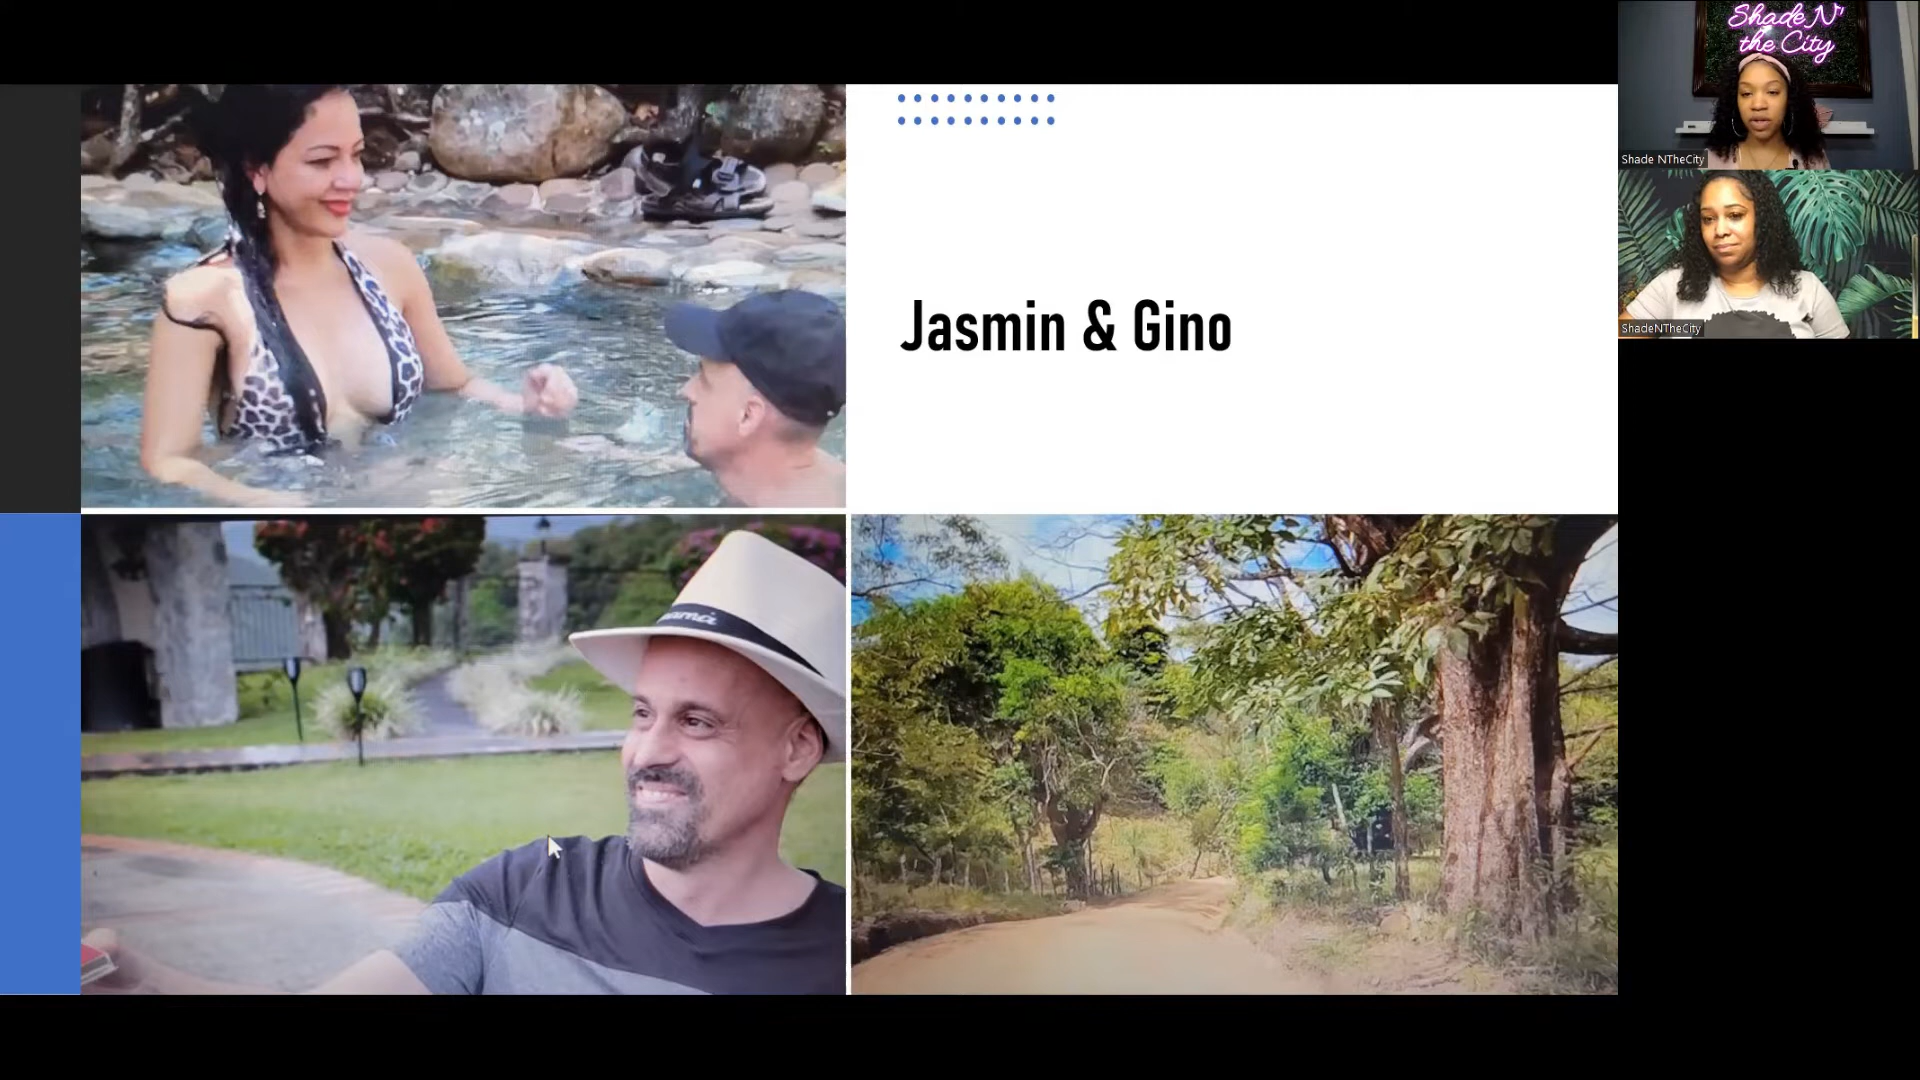 Shade N'
the City
Shade NTheCity
Jasmin & Gino
ShadeNTheCity